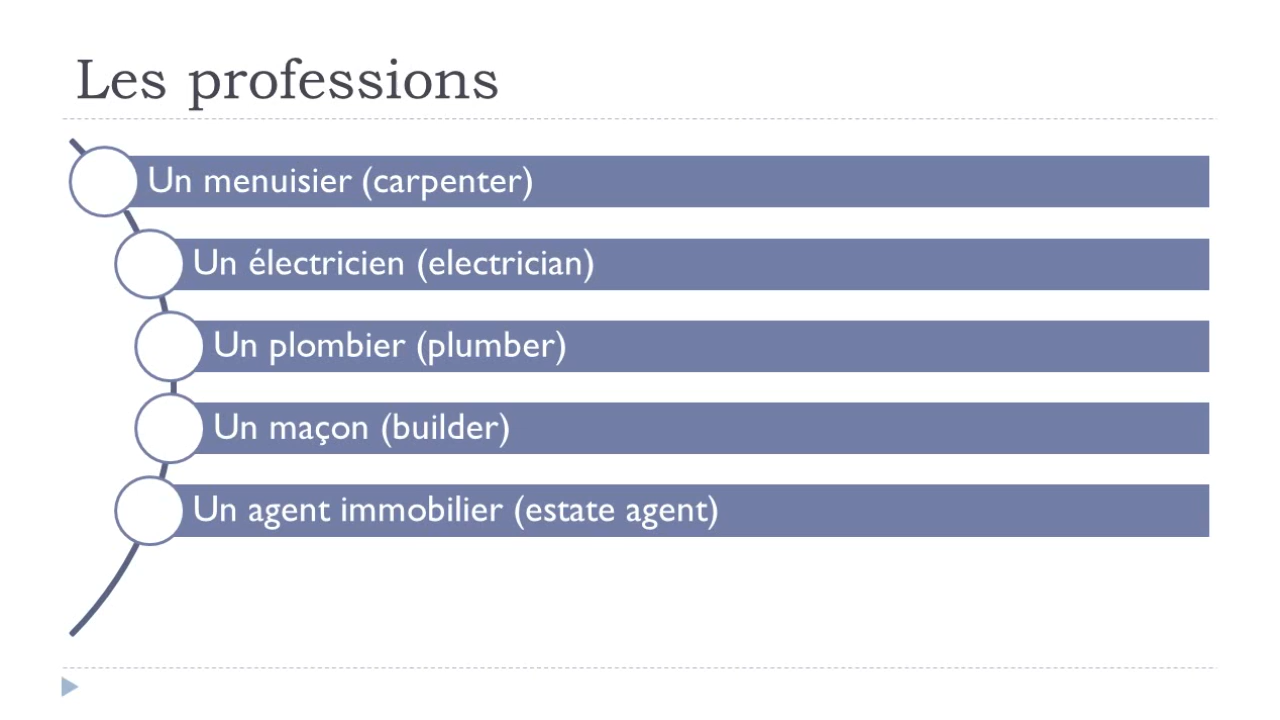 Les professions
Un menuisier (carpenter)
Un électricien (electrician)
Un plombier (plumber)
Un maçon (builder)
Un agent immobilier (estate agent)